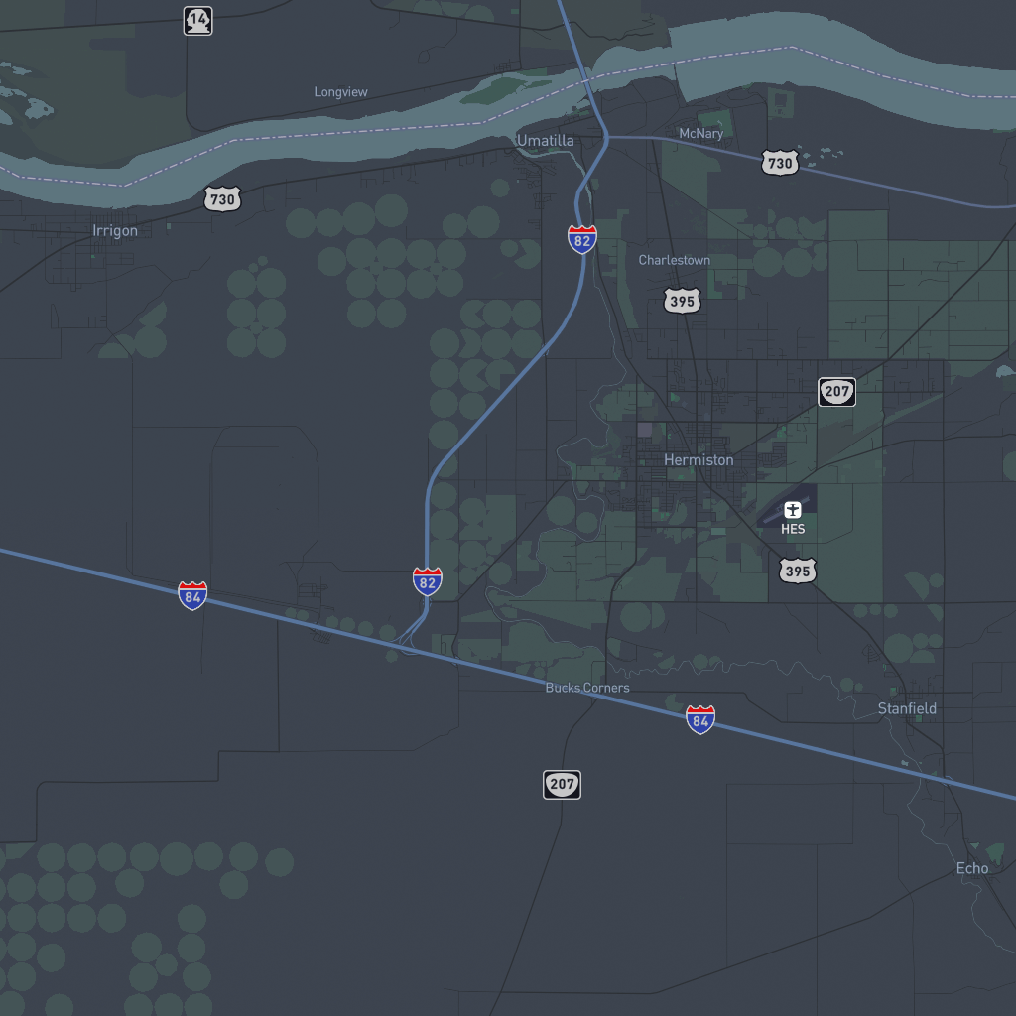 14
Longview
Umatilla
McNary
730
730
Irrigon
82
Charlestown
395
207
Hermiston
HES
395
82
84
Bucks Corners
Stanfield
84
207
Echo